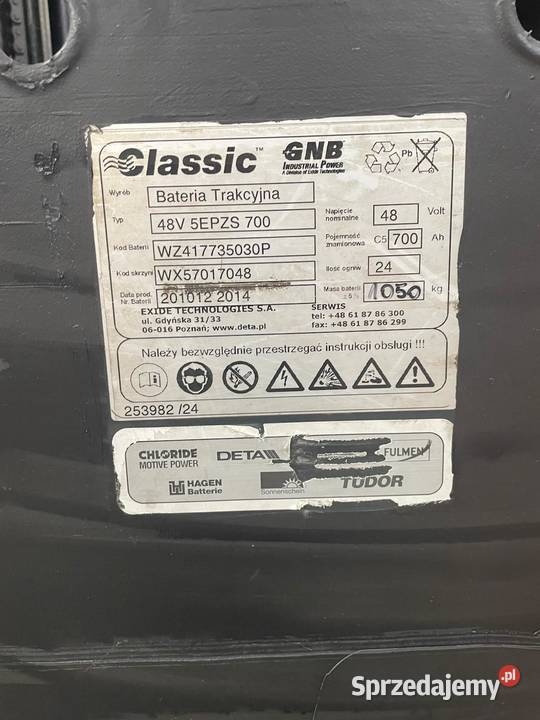 Classic™
GNB
INDUSTRIAL POWER
A Division of Exide Technologies
Pb
Wyrób
Bateria Trakcyjna
Typ
48V 5EPZS 700
Napięcie nominalne
48
Volt
Kod Baterii
WZ417735030P
Pojemność znamionowa
C5
700
Ah
Kod skrzyni
WX57017048
Ilość ogniw
24
Data prod.
Nr. Baterii
201012 2014
Masa baterii
± 5%
1050
kg
EXIDE TECHNOLOGIES S.A.
ul. Gdyńska 31/33
06-016 Poznań; www.deta.pl
SERWIS
tel: +48 61 87 86 300
fax: +48 61 87 86 299
Należy bezwzględnie przestrzegać instrukcji obsługi !!!
253982 /24
CHLORIDE
MOTIVE POWER
DETA
FULMEN
HAGEN
Batterie
Sonnenschein
TUDOR
Sprzedajemy.pl